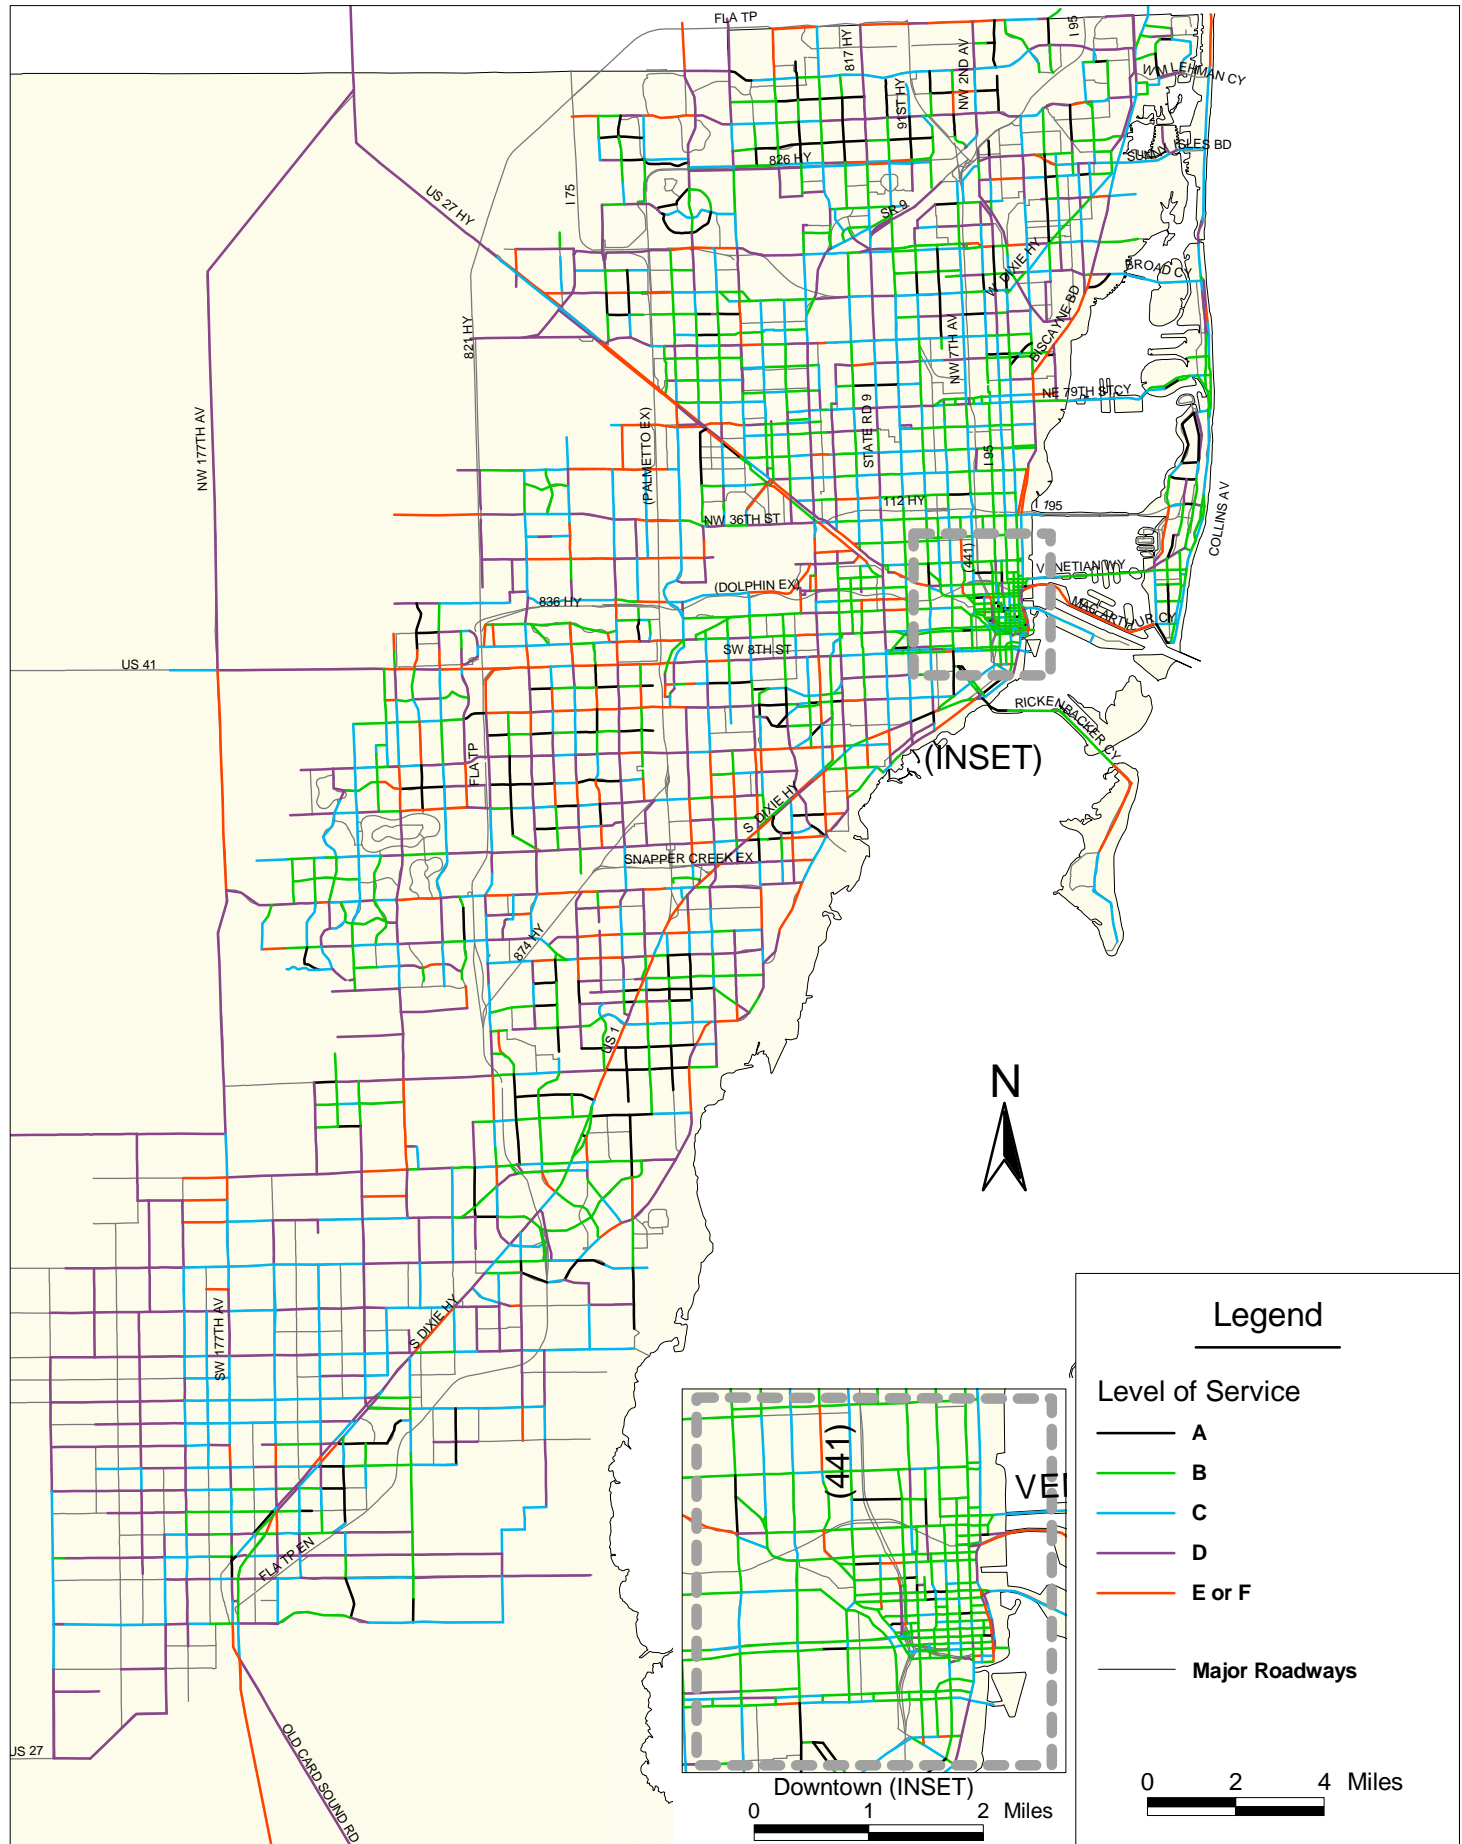 FLA TP
I 95
817 HY
NW 2ND AV
WM LEHMAN CY
91ST HY
826 HY
SUNNY ISLES BD
I 75
US 27 HY
SR 9
W DIXIE HY
BROAD CY
BISCAYNE BD
821 HY
NW 7TH AV
NE 79TH ST CY
NW 177TH AV
(PALMETTO EX)
STATE RD 9
I 95
COLLINS AV
112 HY
I 195
NW 36TH ST
(441)
VENETIAN WY
(DOLPHIN EX)
836 HY
MAC ARTHUR CY
SW 8TH ST
US 41
RICKENBACKER CY
FLA TP
(INSET)
S DIXIE HY
SNAPPER CREEK EX
874 HY
US 1
N
S DIXIE HY
SW 177TH AV
FLA TP EN
OLD CARD SOUND RD
US 27
(441)
VEN
Downtown (INSET)
0 1 2 Miles
Legend
Level of Service
A
B
C
D
E or F
Major Roadways
0 2 4 Miles